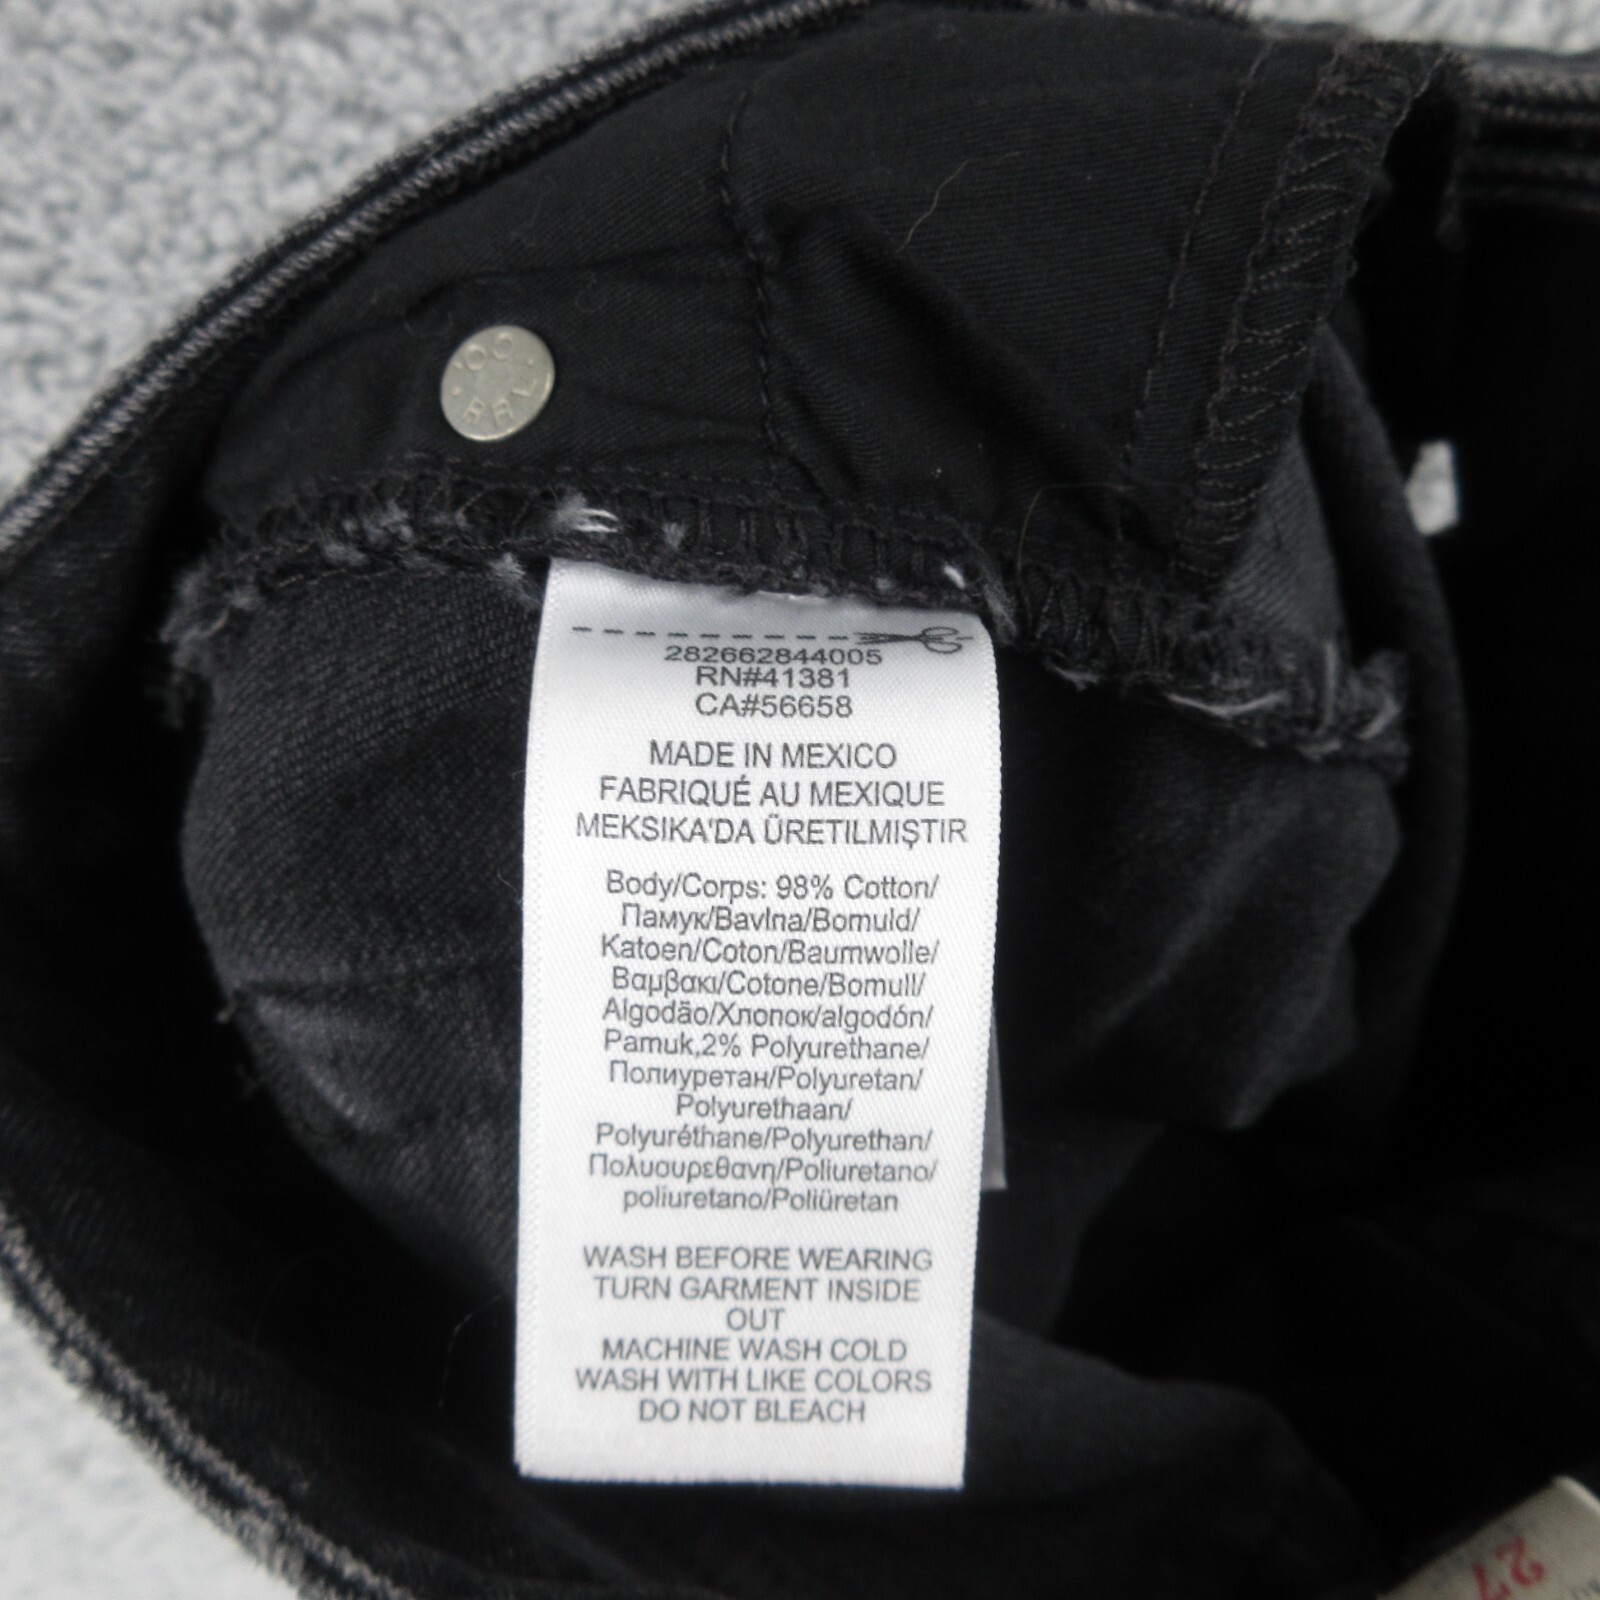 282662844005
RN#41381
CA#56658
MADE IN MEXICO
FABRIQUÉ AU MEXIQUE
MEKSIKA'DA ÜRETILMIŞTIR
Body/Corps: 98% Cotton/
Памук/Bavlna/Bomuld/
Katoen/Coton/Baumwolle/
Βαμβακι/Cotone/Bomull/
Algodão/Хлопок/algodón/
Pamuk,2% Polyurethane/
Полиуретан/Polyuretan/
Polyurethaan/
Polyuréthane/Polyurethan/
Πολυουρεθανη/Poliuretano/
poliuretano/Poliüretan
WASH BEFORE WEARING
TURN GARMENT INSIDE
OUT
MACHINE WASH COLD
WASH WITH LIKE COLORS
DO NOT BLEACH
27